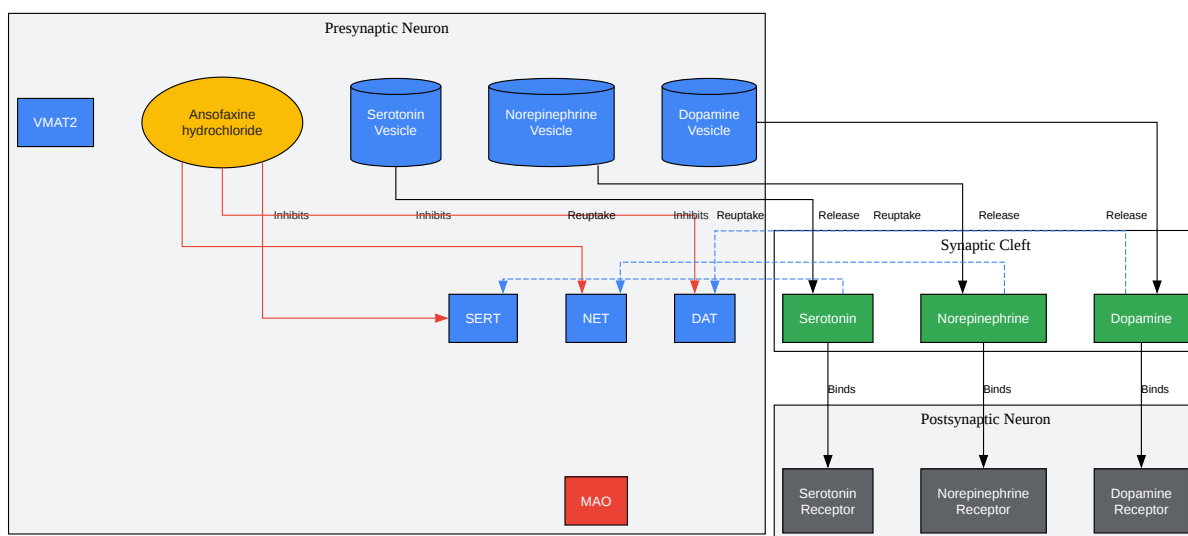 Presynaptic Neuron
VMAT2
Ansofaxine
hydrochloride
Serotonin
Vesicle
Norepinephrine
Vesicle
Dopamine
Vesicle
Inhibits
Inhibits
Reuptake
Inhibits
Reuptake
Release
Reuptake
Release
Release
Synaptic Cleft
SERT
NET
DAT
Serotonin
Norepinephrine
Dopamine
Binds
Binds
Binds
Postsynaptic Neuron
MAO
Serotonin
Receptor
Norepinephrine
Receptor
Dopamine
Receptor